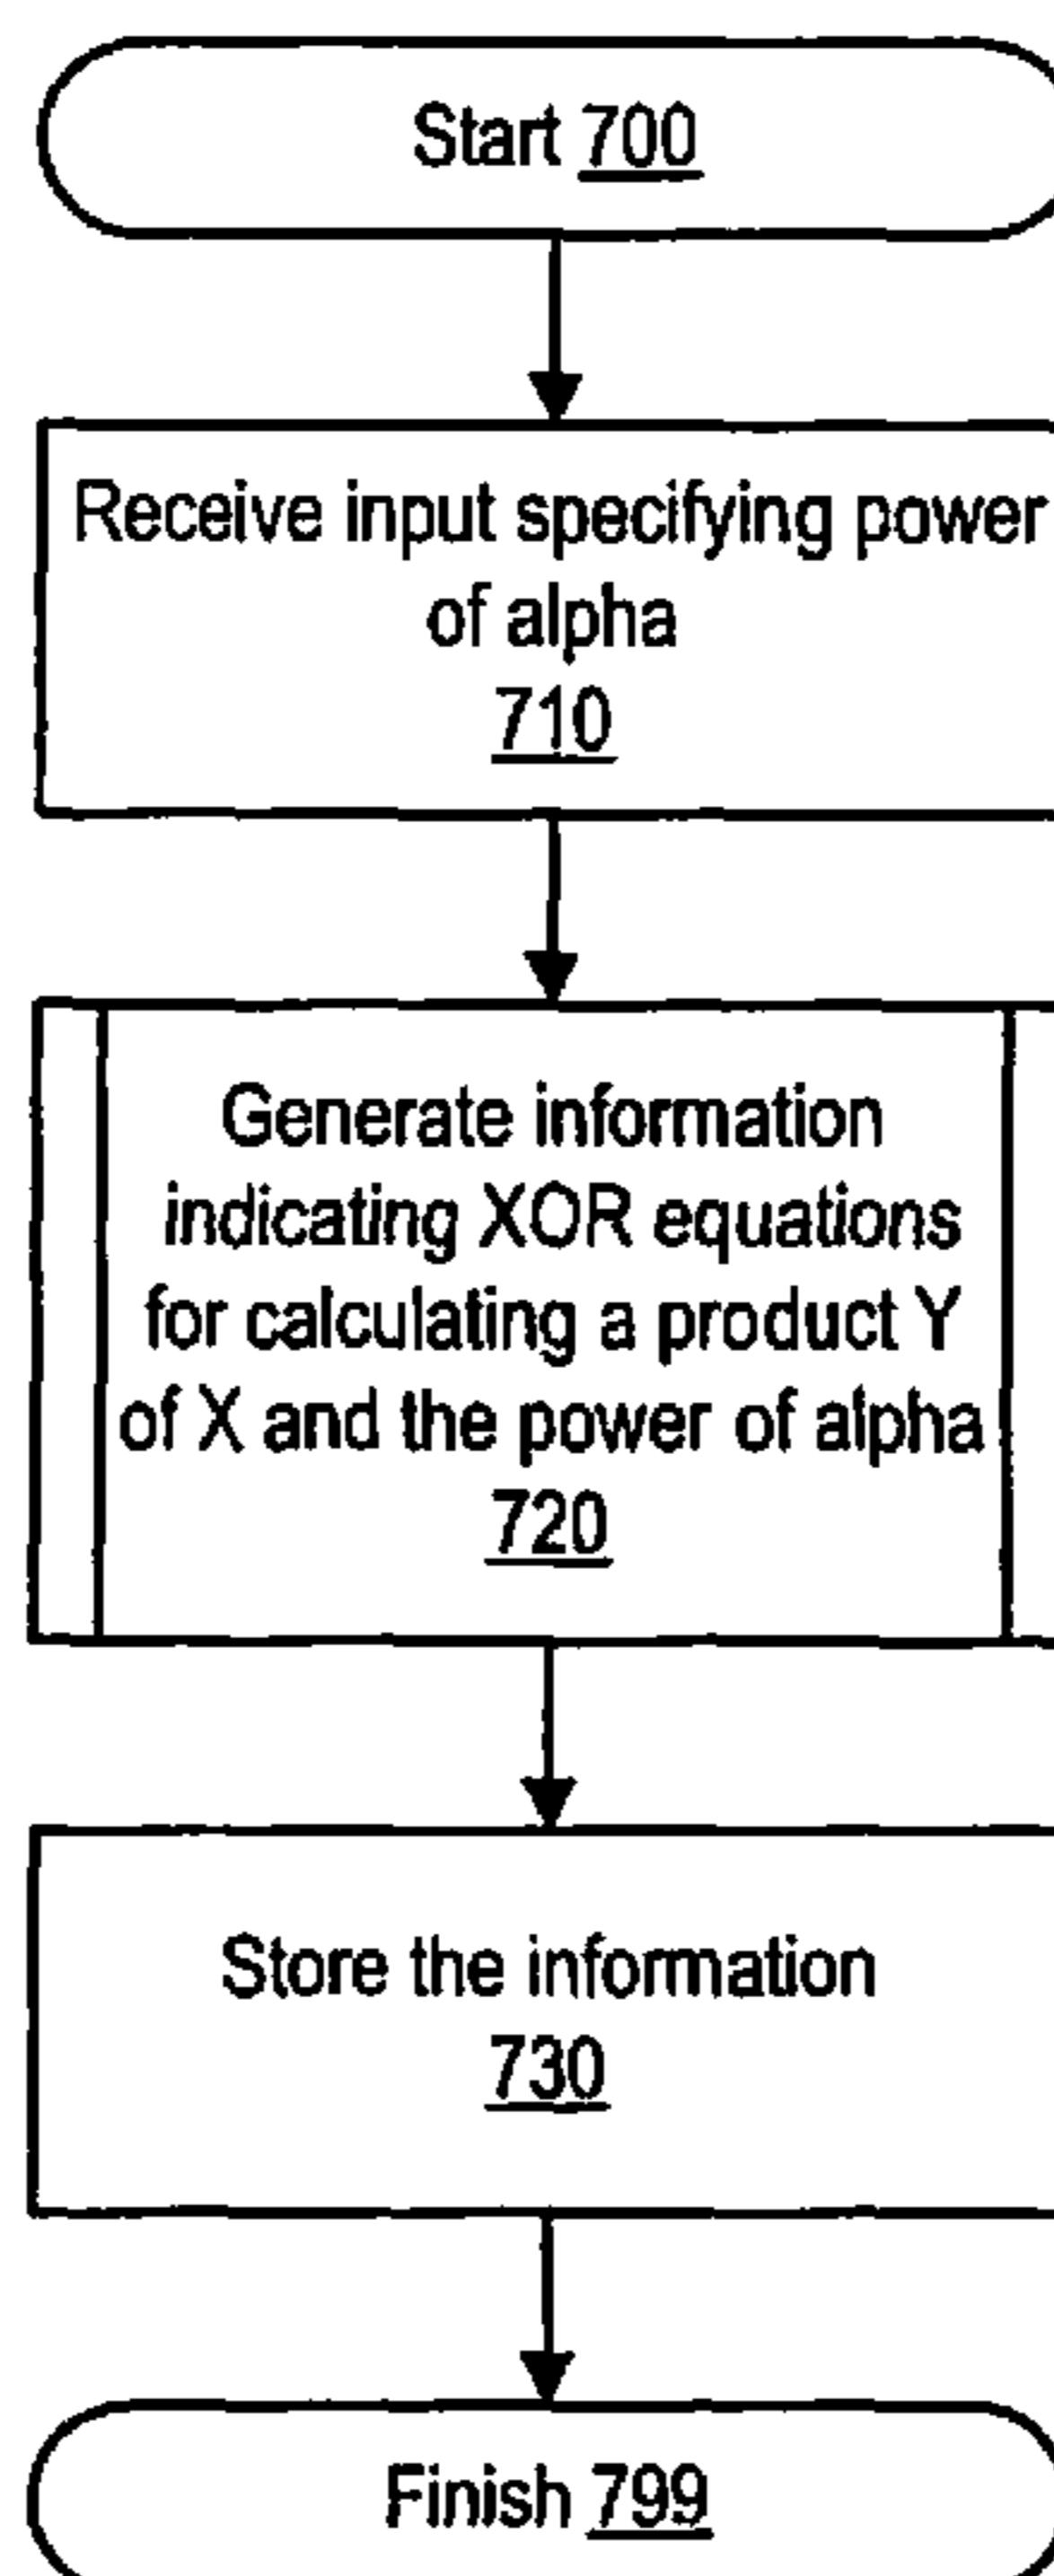 Start 700
Receive input specifying power
of alpha
710
Generate information
indicating XOR equations
for calculating a product Y
of X and the power of alpha
720
Store the information
730
Finish 799